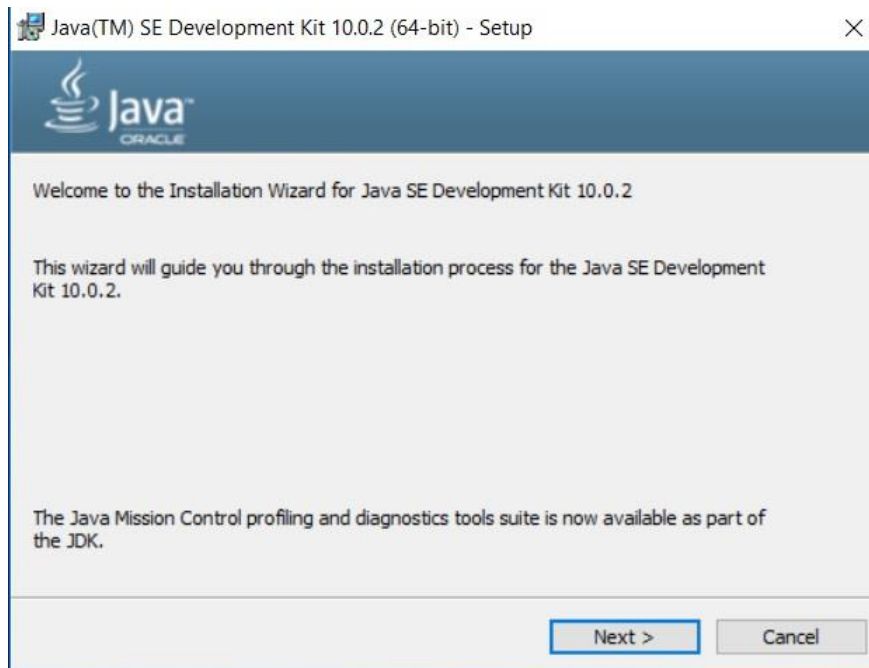 Java(TM) SE Development Kit 10.0.2 (64-bit) - Setup
Java™
ORACLE
Welcome to the Installation Wizard for Java SE Development Kit 10.0.2
This wizard will guide you through the installation process for the Java SE Development
Kit 10.0.2.
The Java Mission Control profiling and diagnostics tools suite is now available as part of
the JDK.
Next >
Cancel